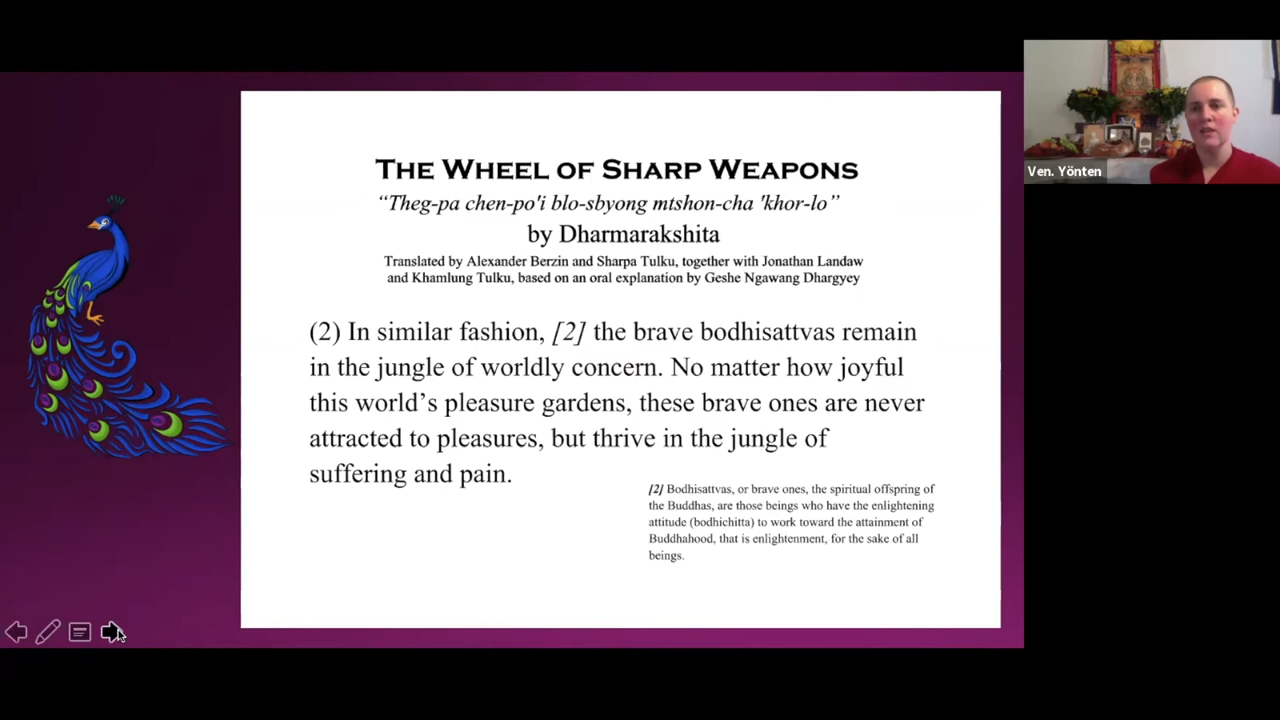 THE WHEEL OF SHARP WEAPONS
“Theg-pa chen-po'i blo-sbyong mtshon-cha 'khor-lo”
by Dharmarakshita
Translated by Alexander Berzin and Sharpa Tulku, together with Jonathan Landaw
and Khamlung Tulku, based on an oral explanation by Geshe Ngawang Dhargyey
(2) In similar fashion, [2] the brave bodhisattvas remain
in the jungle of worldly concern. No matter how joyful
this world’s pleasure gardens, these brave ones are never
attracted to pleasures, but thrive in the jungle of
suffering and pain.
[2] Bodhisattvas, or brave ones, the spiritual offspring of
the Buddhas, are those beings who have the enlightening
attitude (bodhichitta) to work toward the attainment of
Buddhahood, that is enlightenment, for the sake of all
beings.
Ven. Yönten